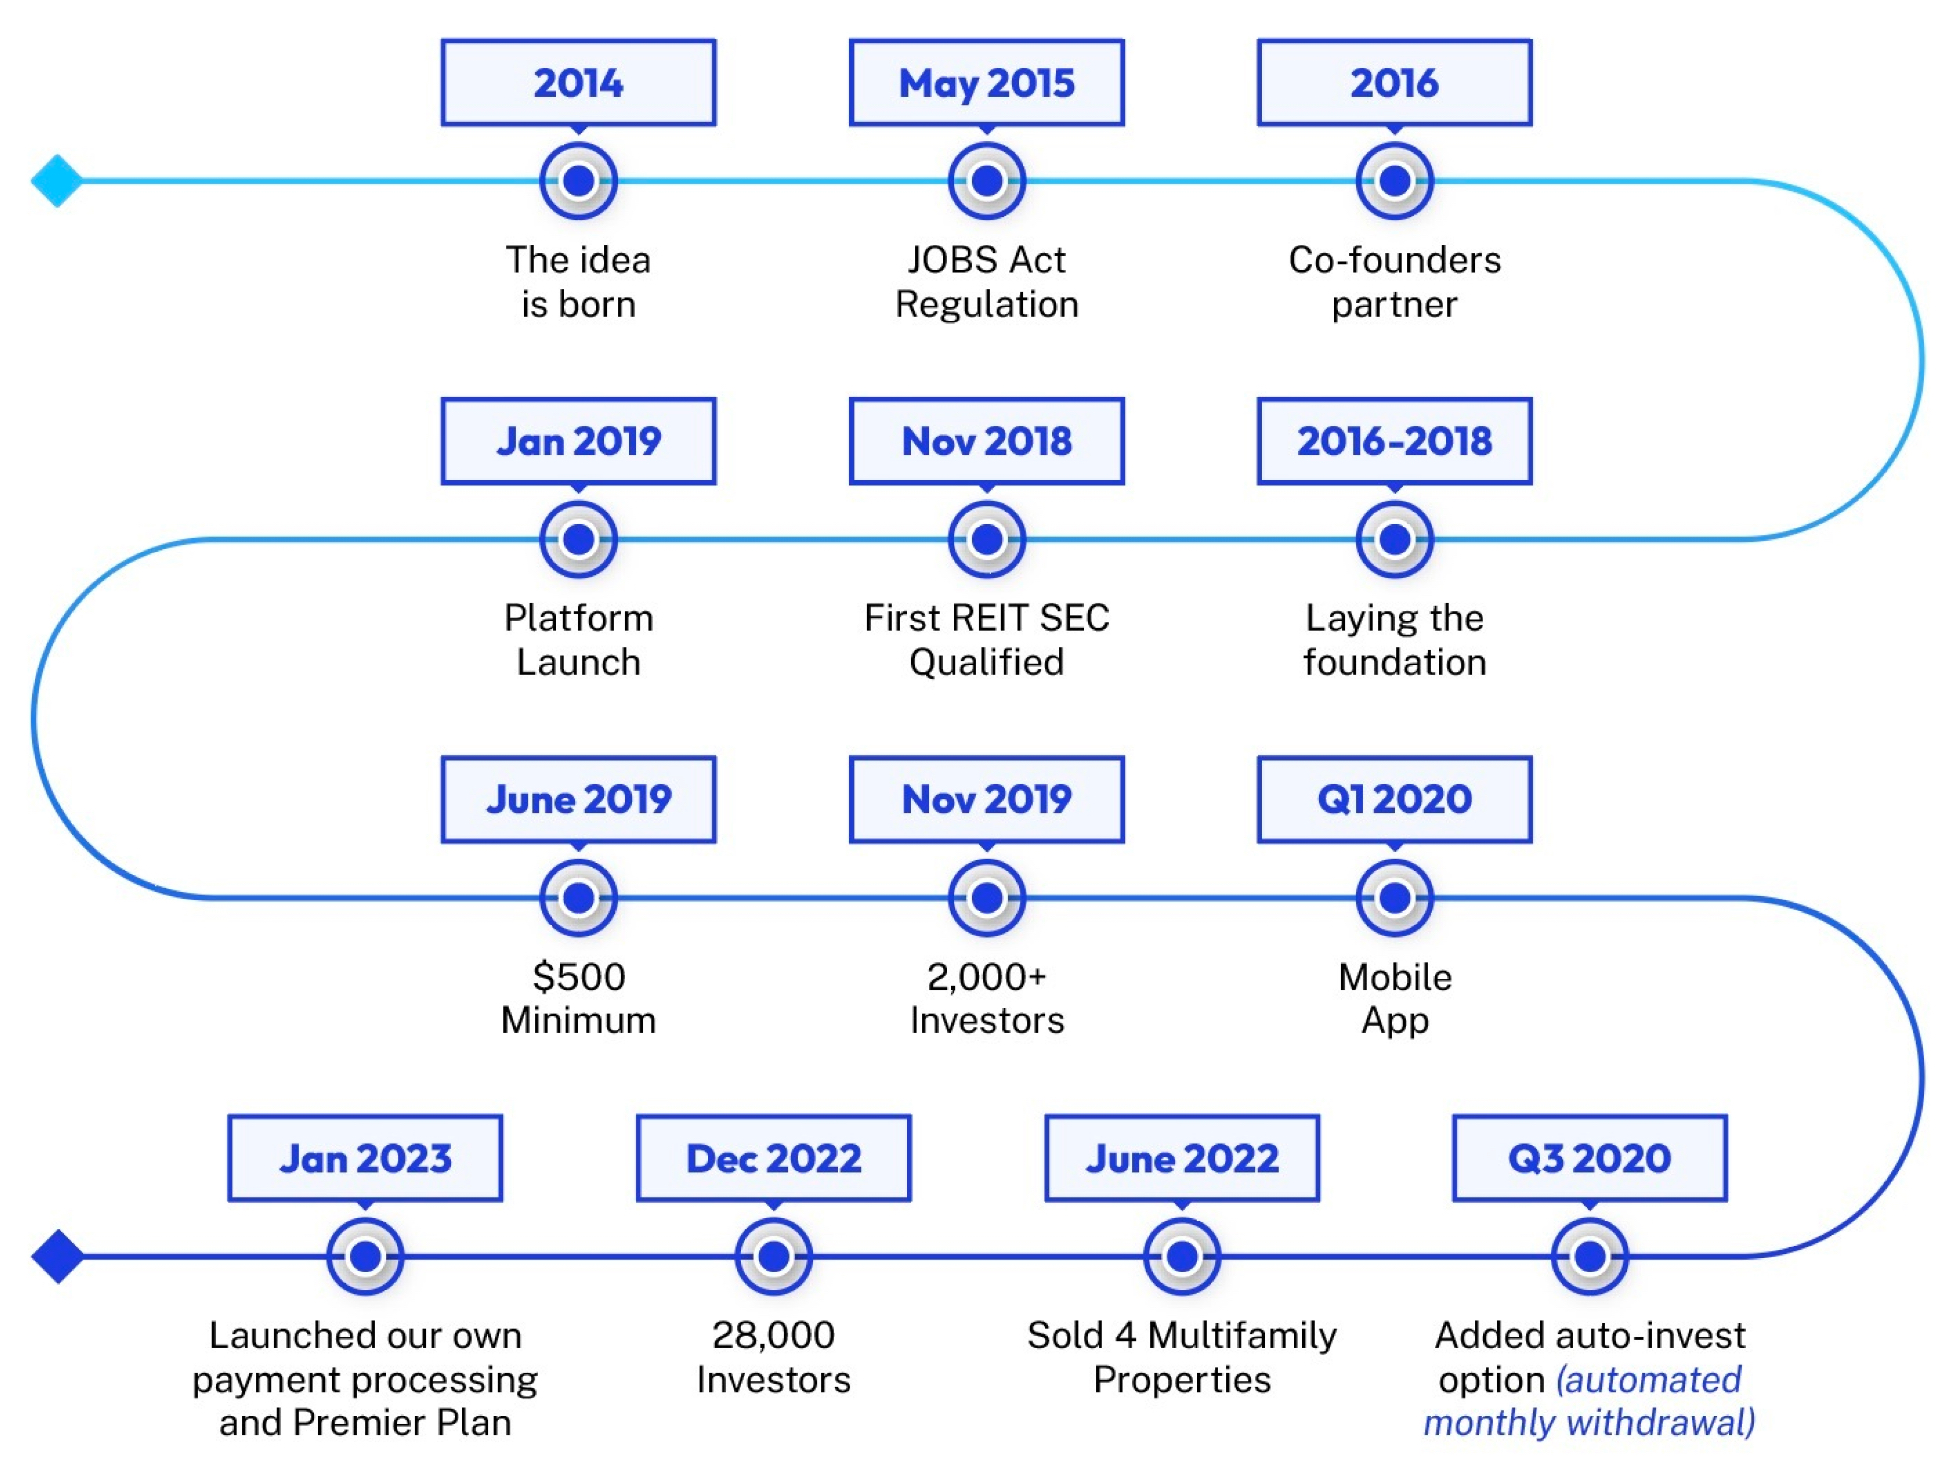 2014
The idea
is born
May 2015
JOBS Act
Regulation
2016
Co-founders
partner
2016-2018
Laying the
foundation
Nov 2018
First REIT SEC
Qualified
Jan 2019
Platform
Launch
June 2019
$500
Minimum
Nov 2019
2,000+
Investors
Q1 2020
Mobile
App
Q3 2020
Added auto-invest
option (automated
monthly withdrawal)
June 2022
Sold 4 Multifamily
Properties
Dec 2022
28,000
Investors
Jan 2023
Launched our own
payment processing
and Premier Plan